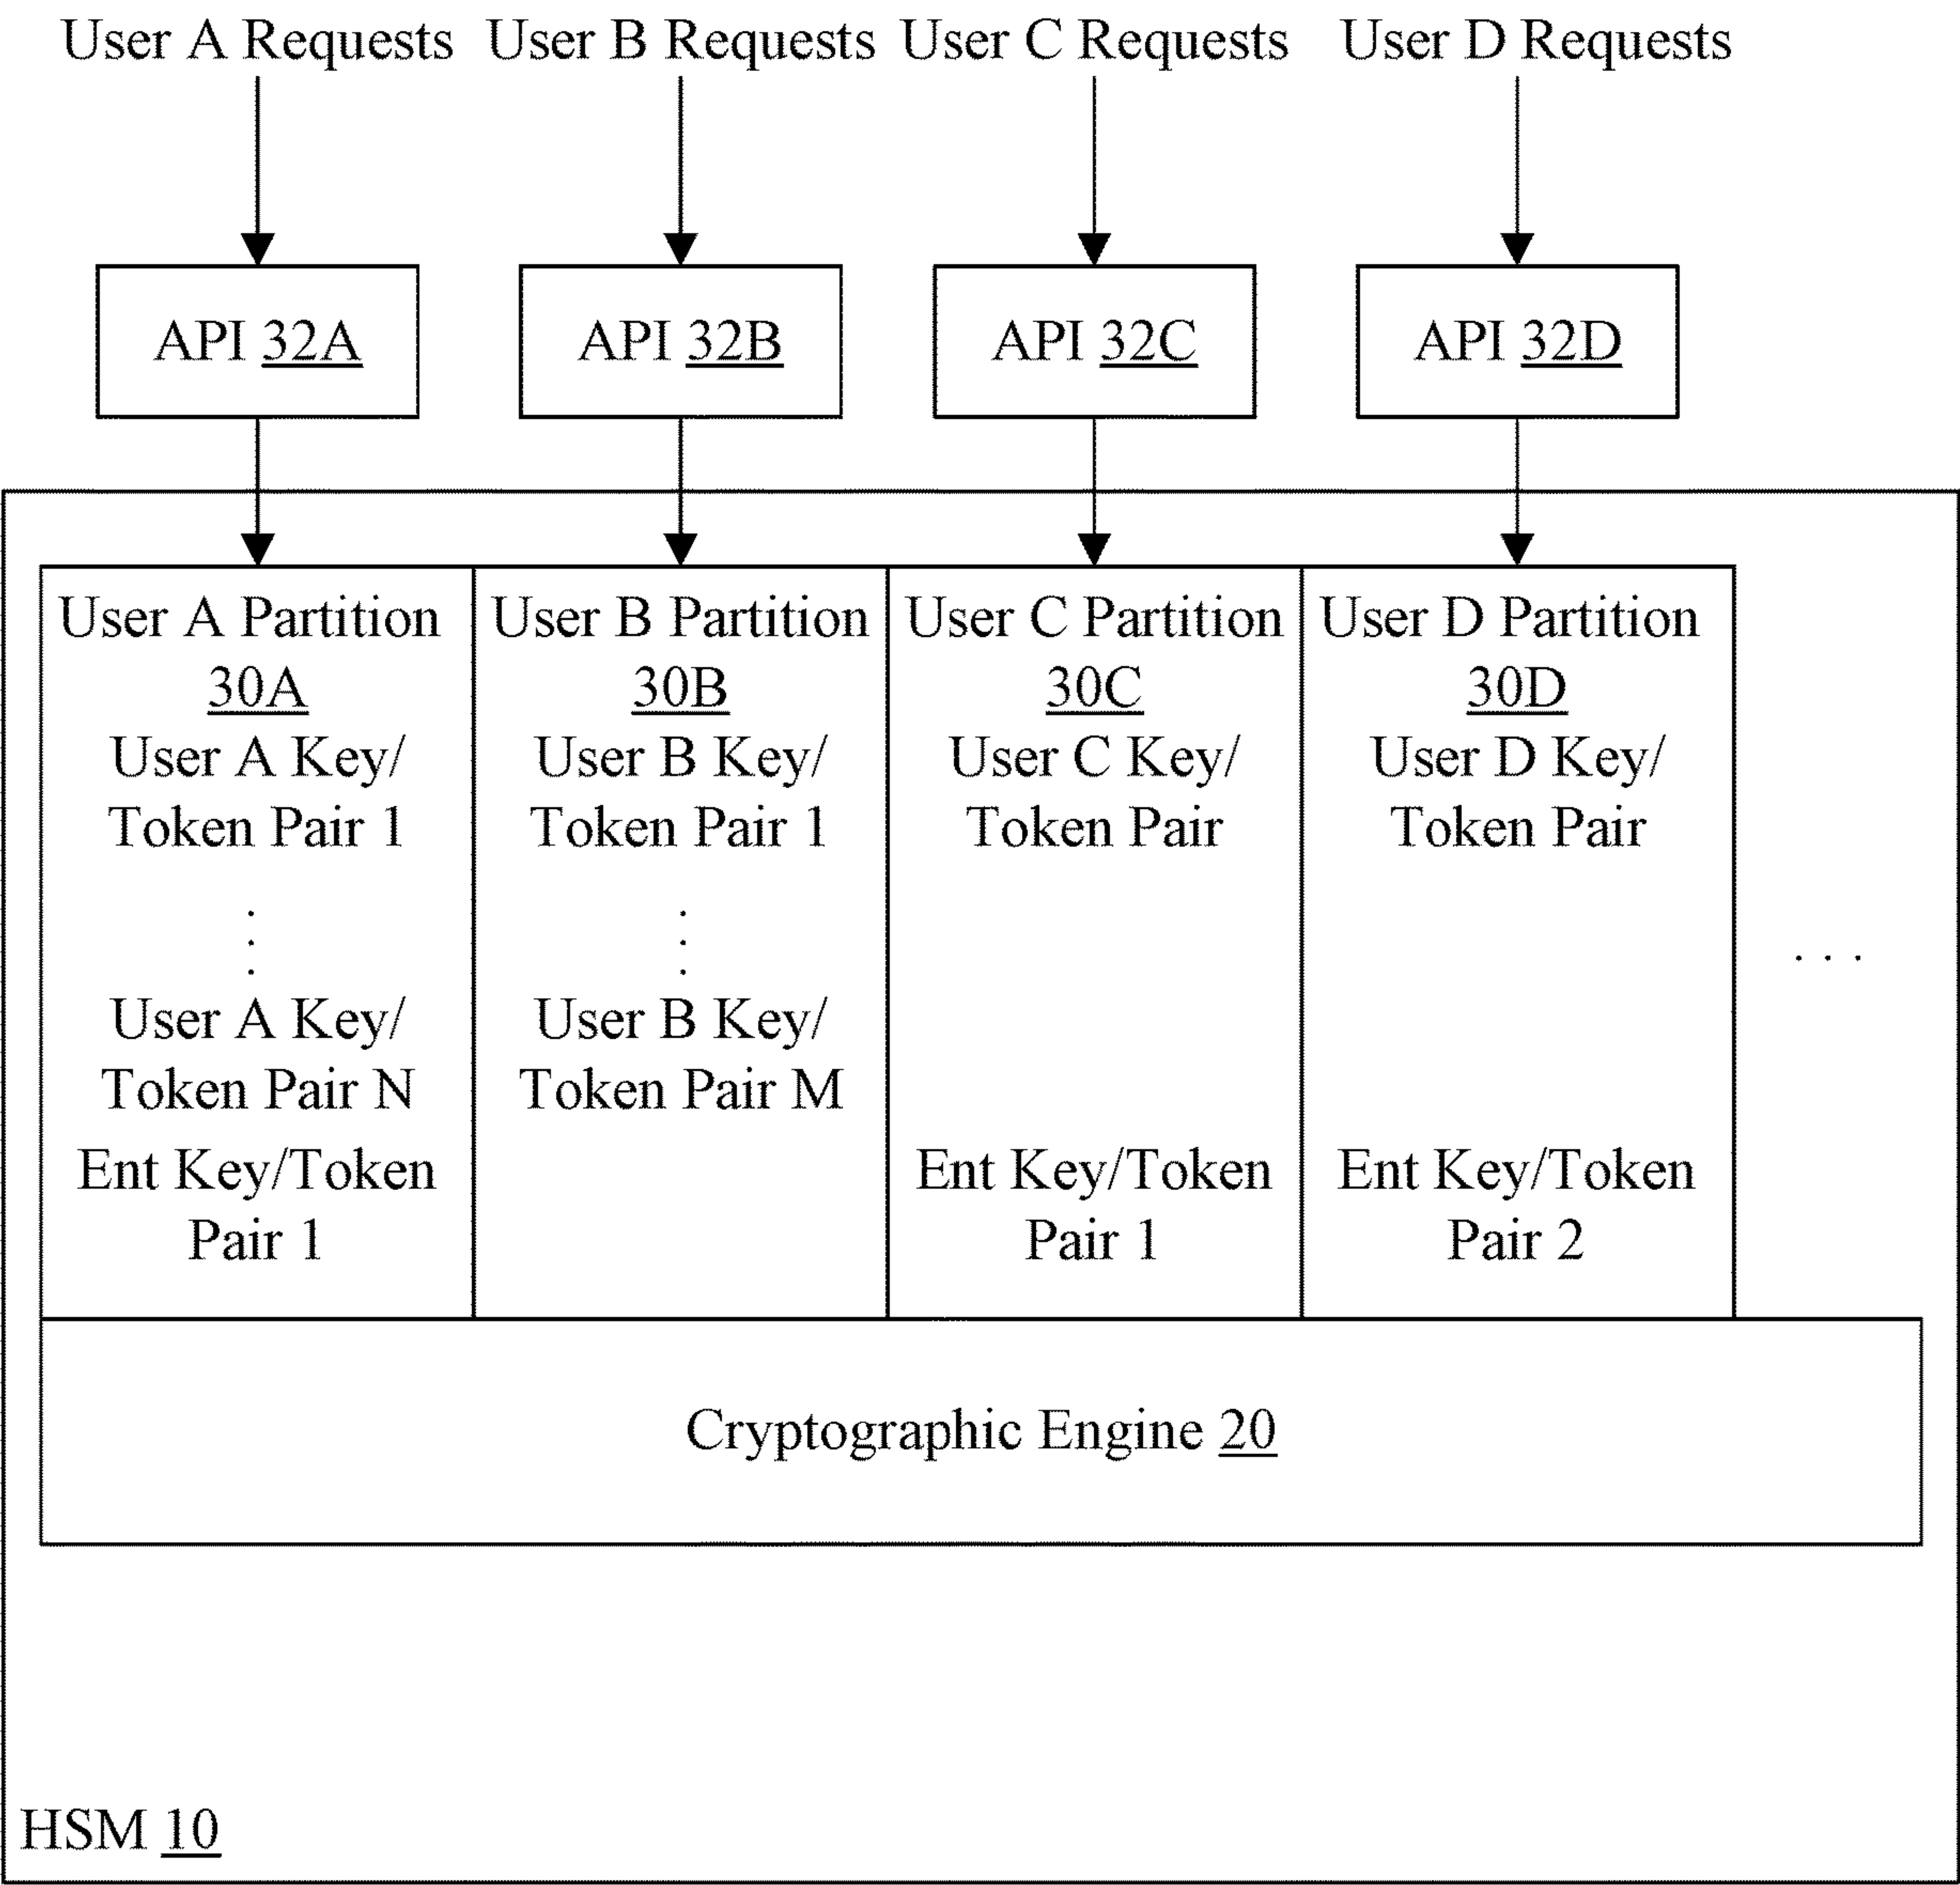 User A Requests
User B Requests
User C Requests
User D Requests
API 32A
API 32B
API 32C
API 32D
User A Partition
30A
User A Key/
Token Pair 1
.
.
.
User A Key/
Token Pair N
Ent Key/Token
Pair 1
User B Partition
30B
User B Key/
Token Pair 1
.
.
.
User B Key/
Token Pair M
User C Partition
30C
User C Key/
Token Pair
Ent Key/Token
Pair 1
User D Partition
30D
User D Key/
Token Pair
Ent Key/Token
Pair 2
. . .
Cryptographic Engine 20
HSM 10